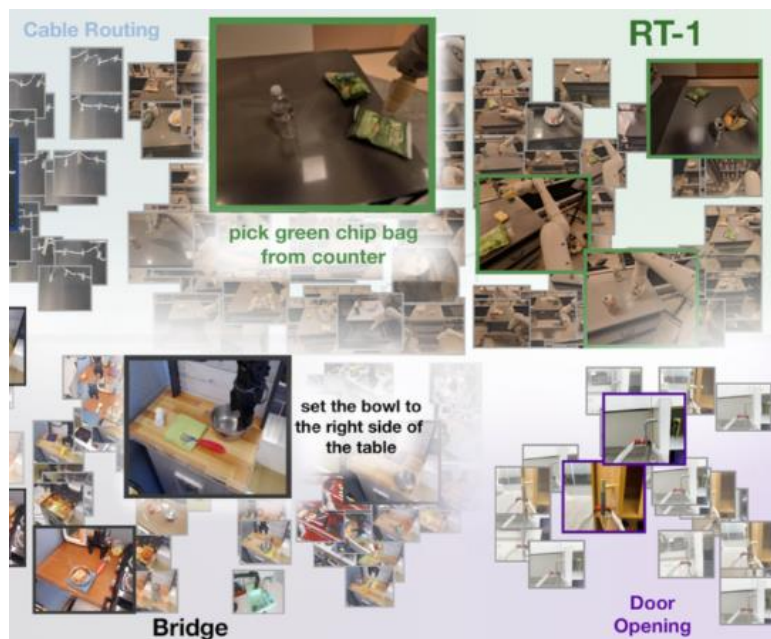 Cable Routing
RT-1
pick green chip bag
from counter
set the bowl to
the right side of
the table
Bridge
Door
Opening